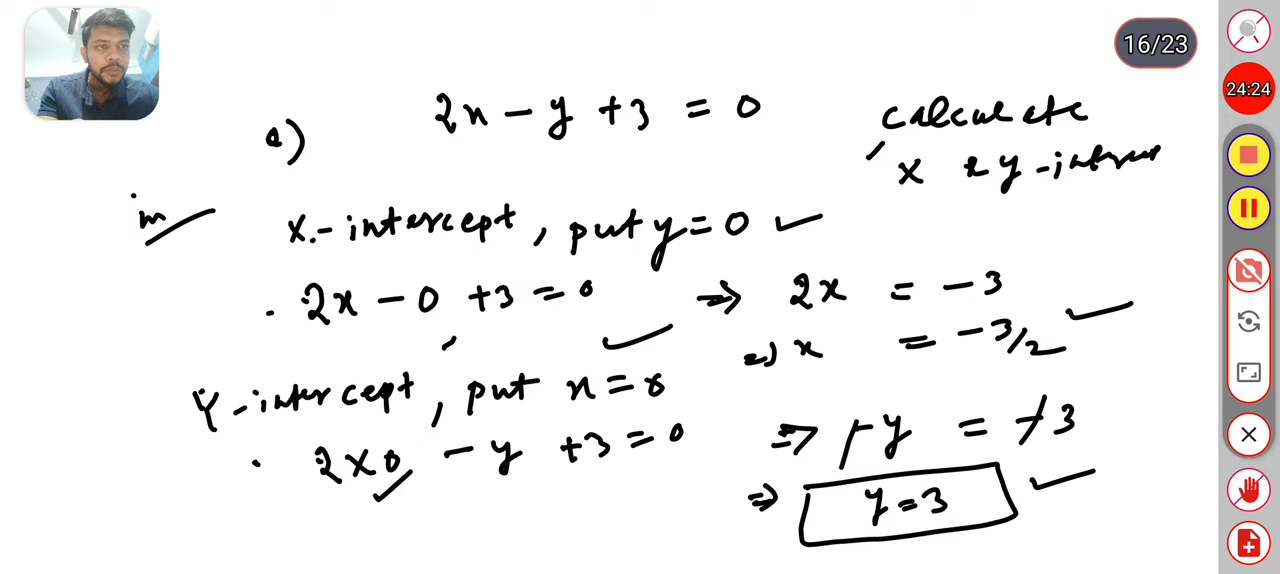 16/23
24:24
a) 2x - y + 3 = 0
calculate
x & y - 
x - intercept, put y = 0
2x - 0 + 3 = 0 => 2x = -3
=> x = -3/2
Y - intercept, put x = 0
2 x 0 - y + 3 = 0 => -y = -3
=> y = 3